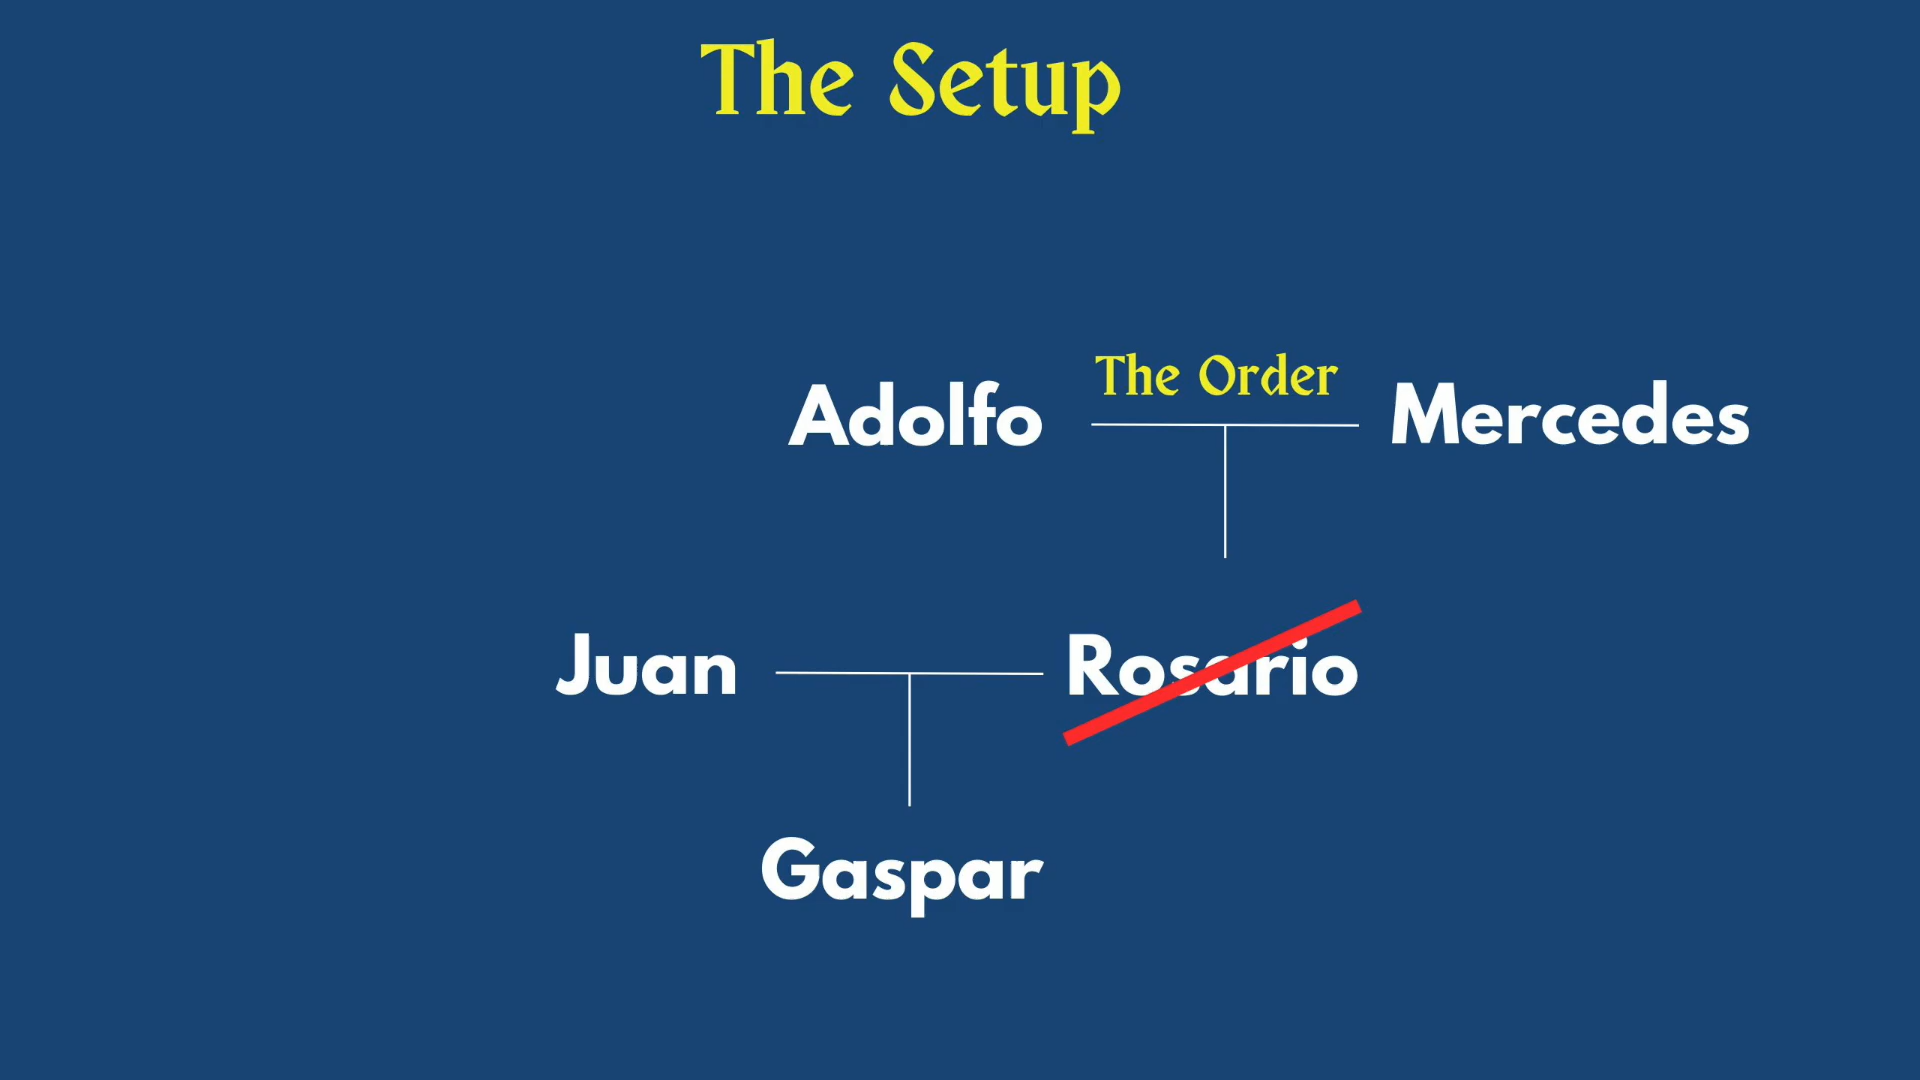 The Setup
The Order
Adolfo
Mercedes
Juan
Rosario
Gaspar